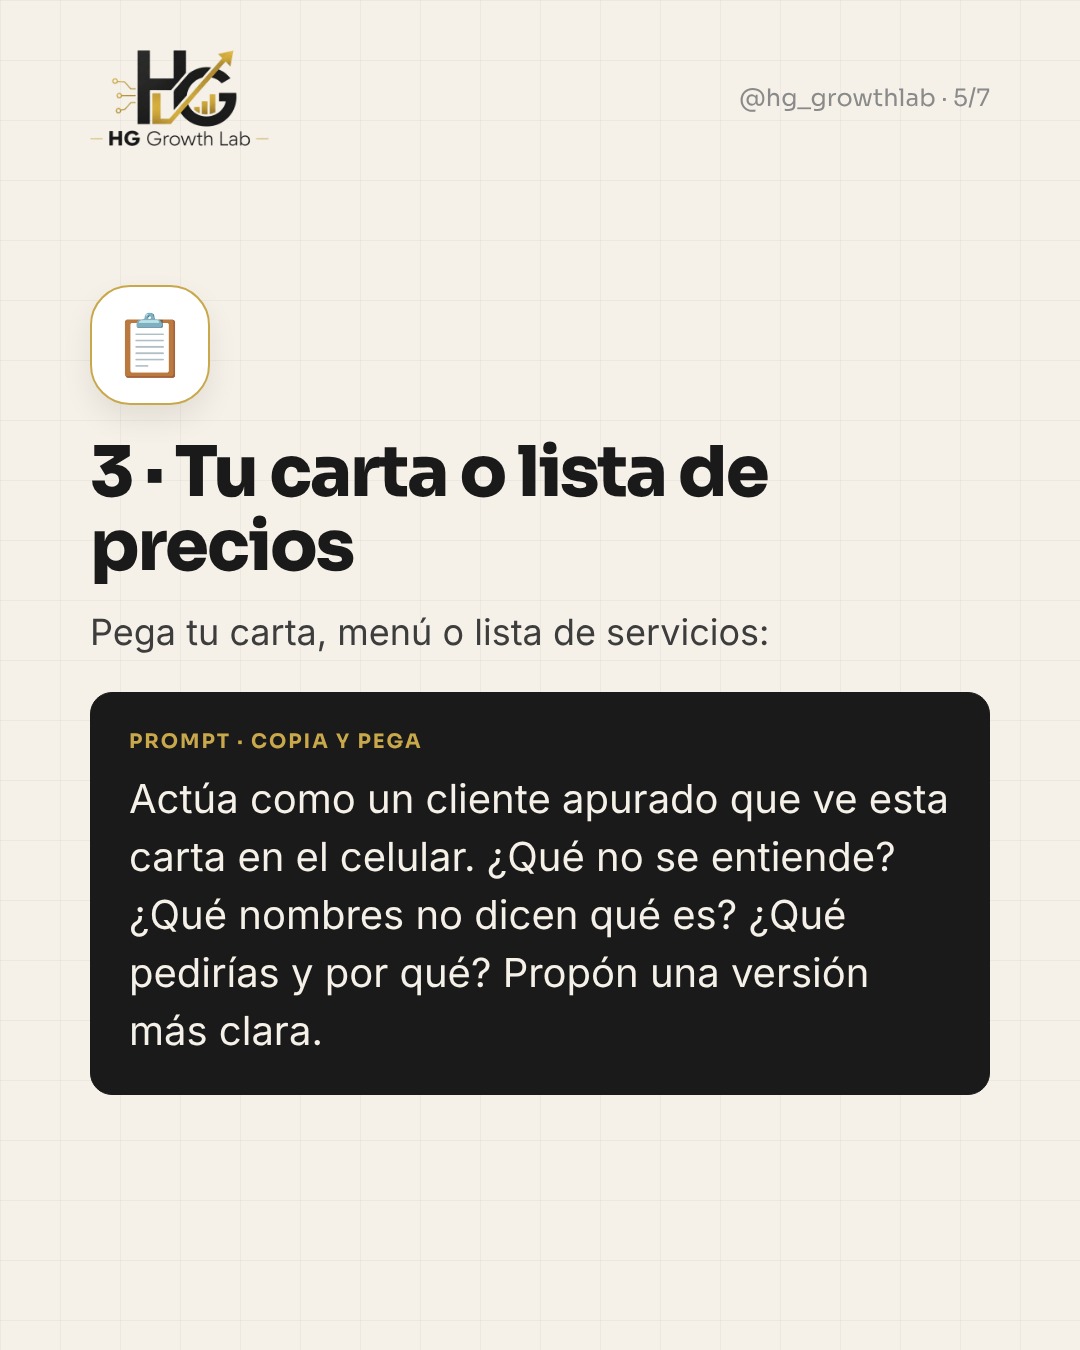 HG
HG Growth Lab
@hg_growthlab · 5/7
3 · Tu carta o lista de
precios
Pega tu carta, menú o lista de servicios:
PROMPT · COPIA Y PEGA
Actúa como un cliente apurado que ve esta
carta en el celular. ¿Qué no se entiende?
¿Qué nombres no dicen qué es? ¿Qué
pedirías y por qué? Propón una versión
más clara.